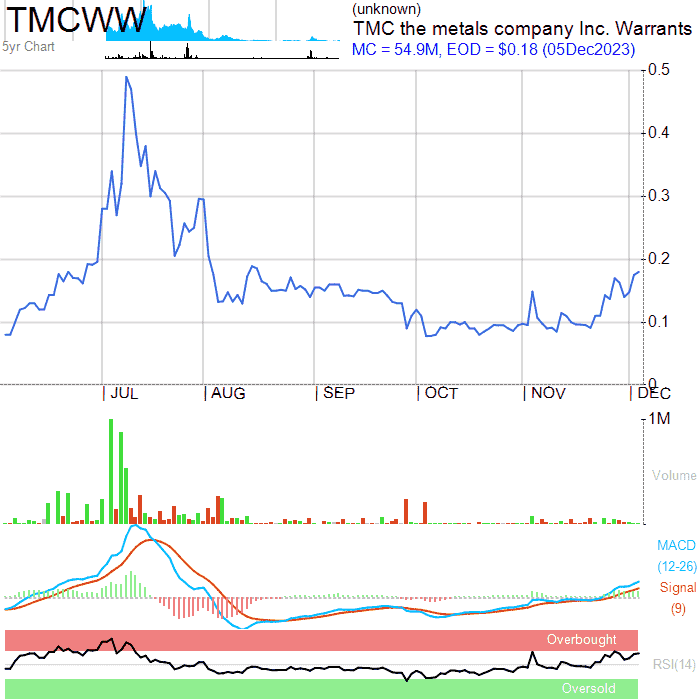 TMCWW
5yr Chart
(unknown)
TMC the metals company Inc. Warrants
MC = 54.9M, EOD = $0.18 (05Dec2023)
0.5
0.4
0.3
0.2
0.1
0
JUL AUG SEP OCT NOV DEC
1M
Volume
MACD
(12-26)
Signal
(9)
Overbought
RSI(14)
Oversold